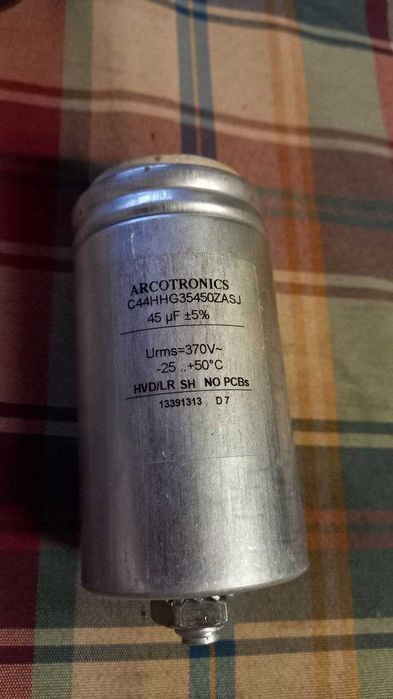 ARCOTRONICS
C44HHG35450ZASJ
45 µF ±5%
Urms=370V~
-25 ..+50°C
HVD/LR SH NO PCBs
13391313 D7